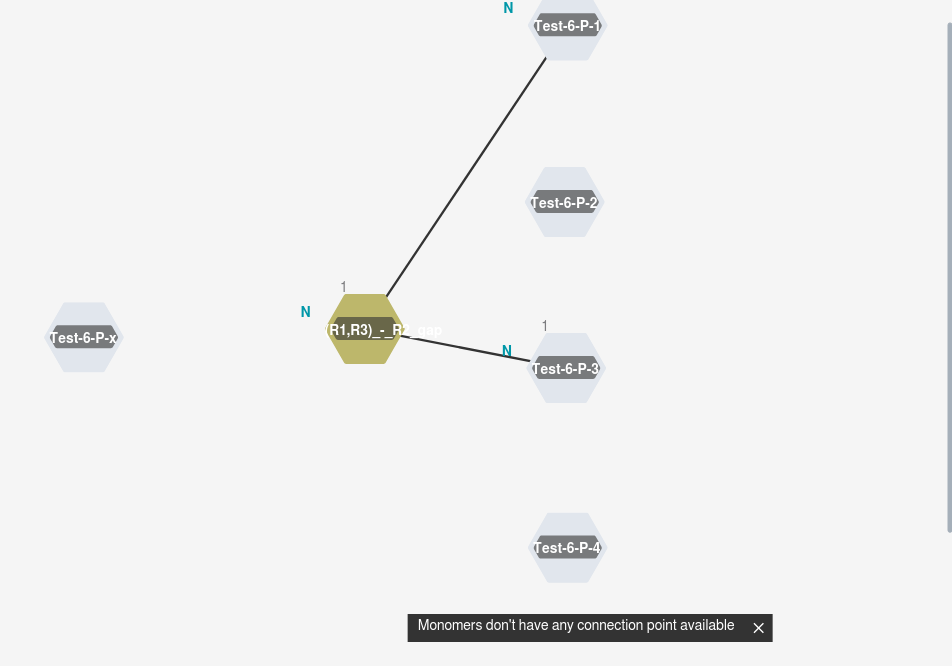 N
Test-6-P-1
Test-6-P-2
1
N
(R1,R3)_-_R2_gap
Test-6-P-x
1
N
Test-6-P-3
Test-6-P-4
Monomers don't have any connection point available